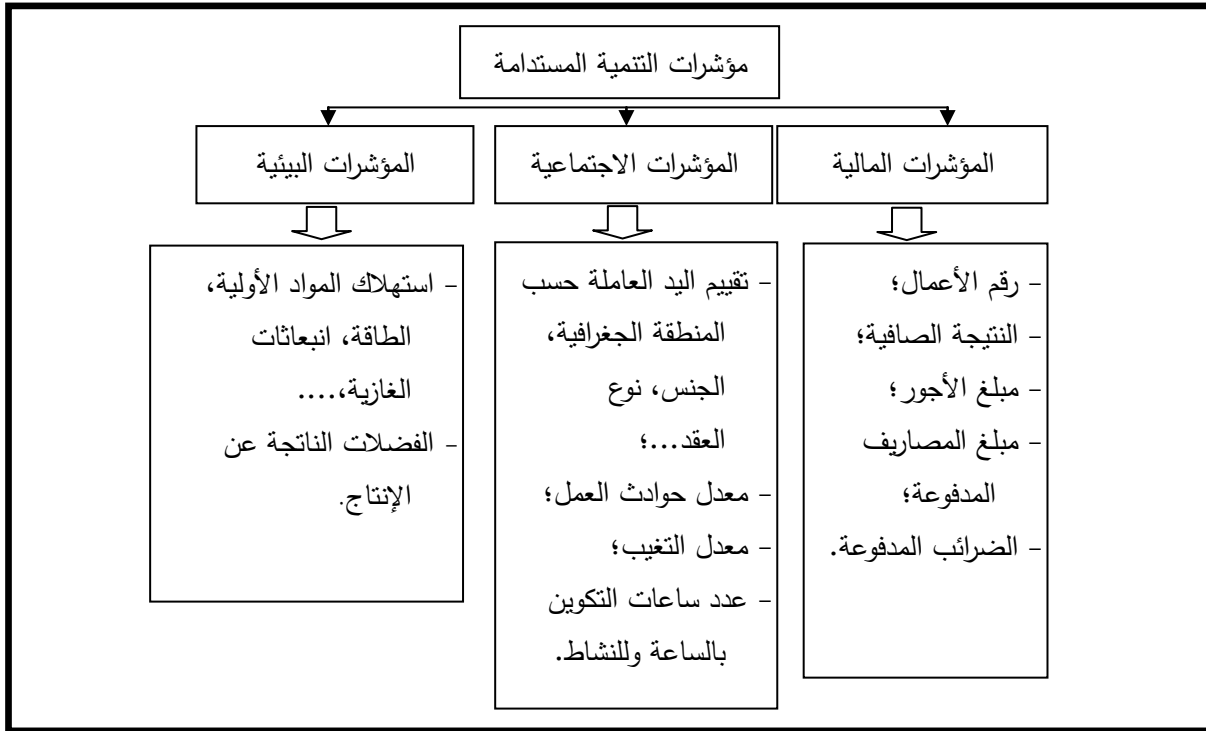 مؤشرات التنمية المستدامة
المؤشرات المالية
المؤشرات الاجتماعية
المؤشرات البيئية
- رقم الأعمال؛
- النتيجة الصافية؛
- مبلغ الأجور؛
- مبلغ المصاريف
المدفوعة؛
- الضرائب المدفوعة.
- تقييم اليد العاملة حسب
المنطقة الجغرافية،
الجنس، نوع
العقد...؛
- معدل حوادث العمل؛
- معدل التغيب؛
- عدد ساعات التكوين
بالساعة وللنشاط.
- استهلاك المواد الأولية،
الطاقة، انبعاثات
الغازية،....
- الفضلات الناتجة عن
الإنتاج.